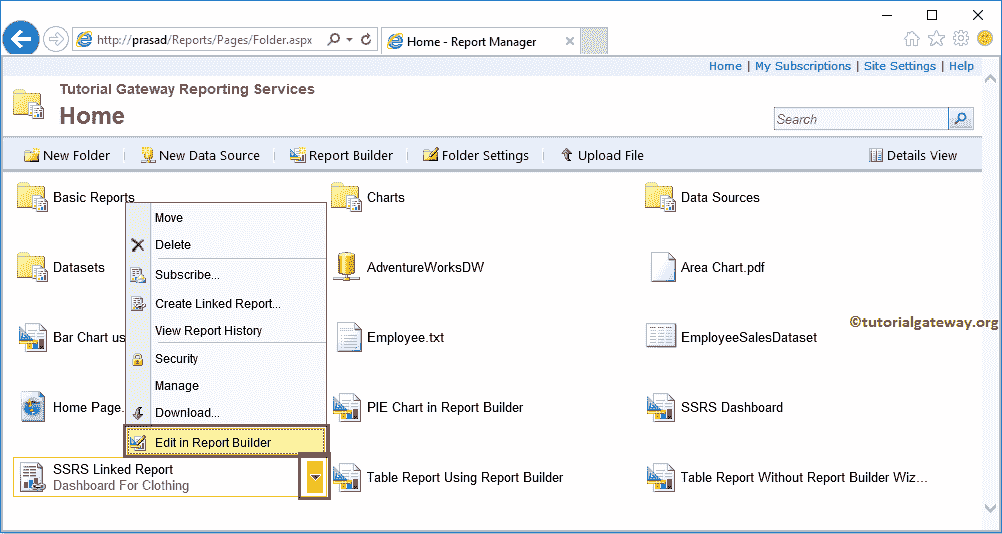 http://prasad/Reports/Pages/Folder.aspx
Home - Report Manager
Home | My Subscriptions | Site Settings | Help
Tutorial Gateway Reporting Services
Home
Search
New Folder
New Data Source
Report Builder
Folder Settings
Upload File
Details View
Basic Reports
Charts
Data Sources
Move
Delete
Subscribe...
Create Linked Report...
View Report History
Security
Manage
Download...
Edit in Report Builder
Datasets
AdventureWorksDW
Area Chart.pdf
©tutorialgateway.org
Bar Chart us
Employee.txt
EmployeeSalesDataset
Home Page.
PIE Chart in Report Builder
SSRS Dashboard
SSRS Linked Report
Dashboard For Clothing
Table Report Using Report Builder
Table Report Without Report Builder Wiz...